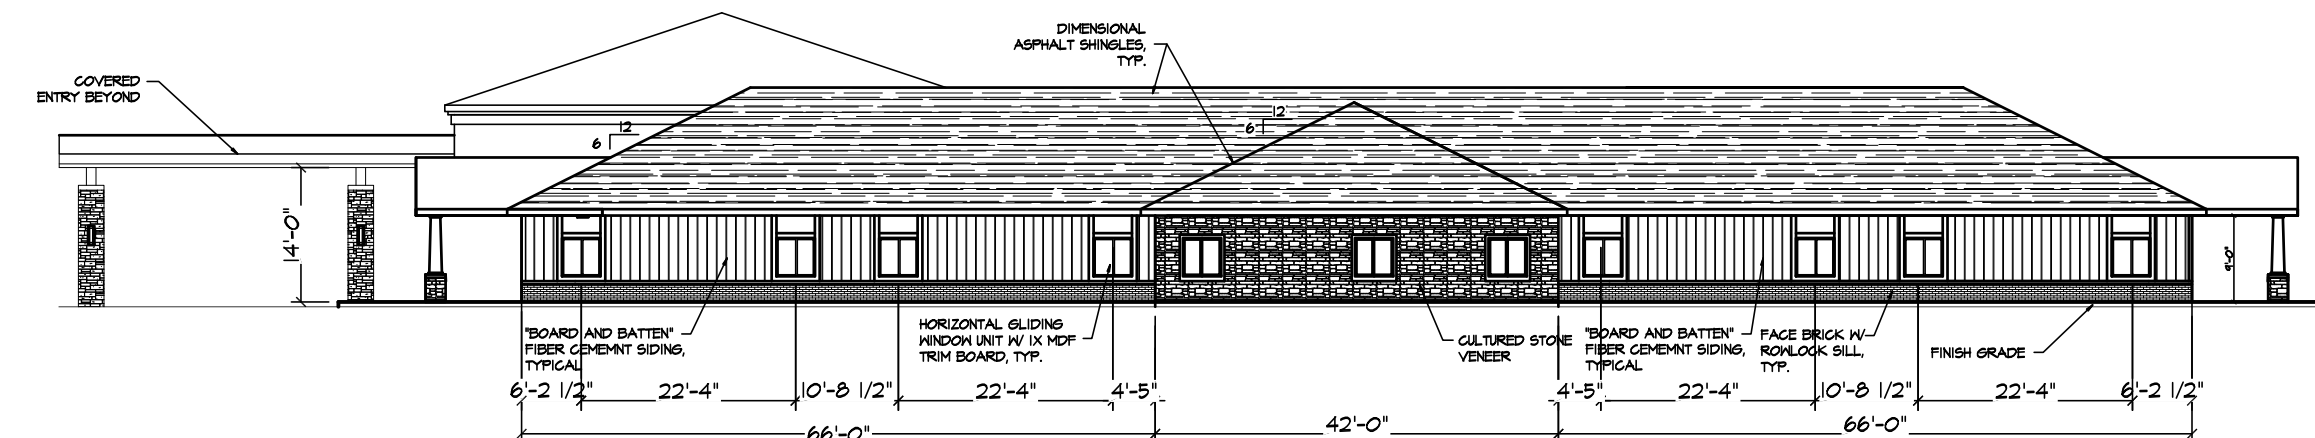 DIMENSIONAL
ASPHALT SHINGLES,
TYP.
COVERED
ENTRY BEYOND
12
6
12
6
14'-0"
9'-0"
"BOARD AND BATTEN"
FIBER CEMEMNT SIDING,
TYPICAL
HORIZONTAL GLIDING
WINDOW UNIT W/ 1X MDF
TRIM BOARD, TYP.
CULTURED STONE
VENEER
"BOARD AND BATTEN"
FIBER CEMEMNT SIDING,
TYPICAL
FACE BRICK W/
ROWLOCK SILL,
TYP.
FINISH GRADE
6'-2 1/2" 22'-4" 10'-8 1/2" 22'-4" 4'-5" 4'-5" 22'-4" 10'-8 1/2" 22'-4" 6'-2 1/2"
66'-0" 42'-0" 66'-0"